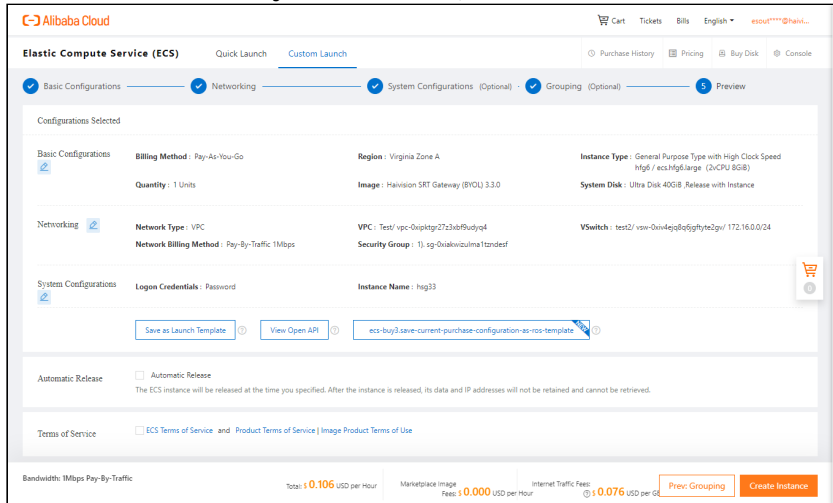 Alibaba Cloud
Cart Tickets Bills English esout****@haivi...
Elastic Compute Service (ECS) Quick Launch Custom Launch
Purchase History Pricing Buy Disk Console
Basic Configurations Networking System Configurations (Optional) Grouping (Optional) 5 Preview
Configurations Selected
Basic Configurations
Billing Method : Pay-As-You-Go Region : Virginia Zone A Instance Type : General Purpose Type with High Clock Speed
hfg6 / ecs.hfg6.large (2vCPU 8GiB)
Quantity : 1 Units Image : Haivision SRT Gateway (BYOL) 3.3.0 System Disk : Ultra Disk 40GiB ,Release with Instance
Networking
Network Type : VPC VPC : Test/ vpc-0xipktgr27z3xbf9udyq4 VSwitch : test2/ vsw-0xiv4ejq8q6jgftyte2gv/ 172.16.0.0/24
Network Billing Method : Pay-By-Traffic 1Mbps Security Group : 1). sg-0xiakwizulma1tzndesf
System Configurations
Logon Credentials : Password Instance Name : hsg33
0
Save as Launch Template View Open API ecs-buy3.save-current-purchase-configuration-as-ros-template NEW
Automatic Release Automatic Release
The ECS instance will be released at the time you specified. After the instance is released, its data and IP addresses will not be retained and cannot be retrieved.
Terms of Service ECS Terms of Service and Product Terms of Service | Image Product Terms of Use
Bandwidth: 1Mbps Pay-By-Traffic
Total: $ 0.106 USD per Hour
Marketplace Image
Fees: $ 0.000 USD per Hour
Internet Traffic Fees:
$ 0.076 USD per GB
Prev: Grouping Create Instance